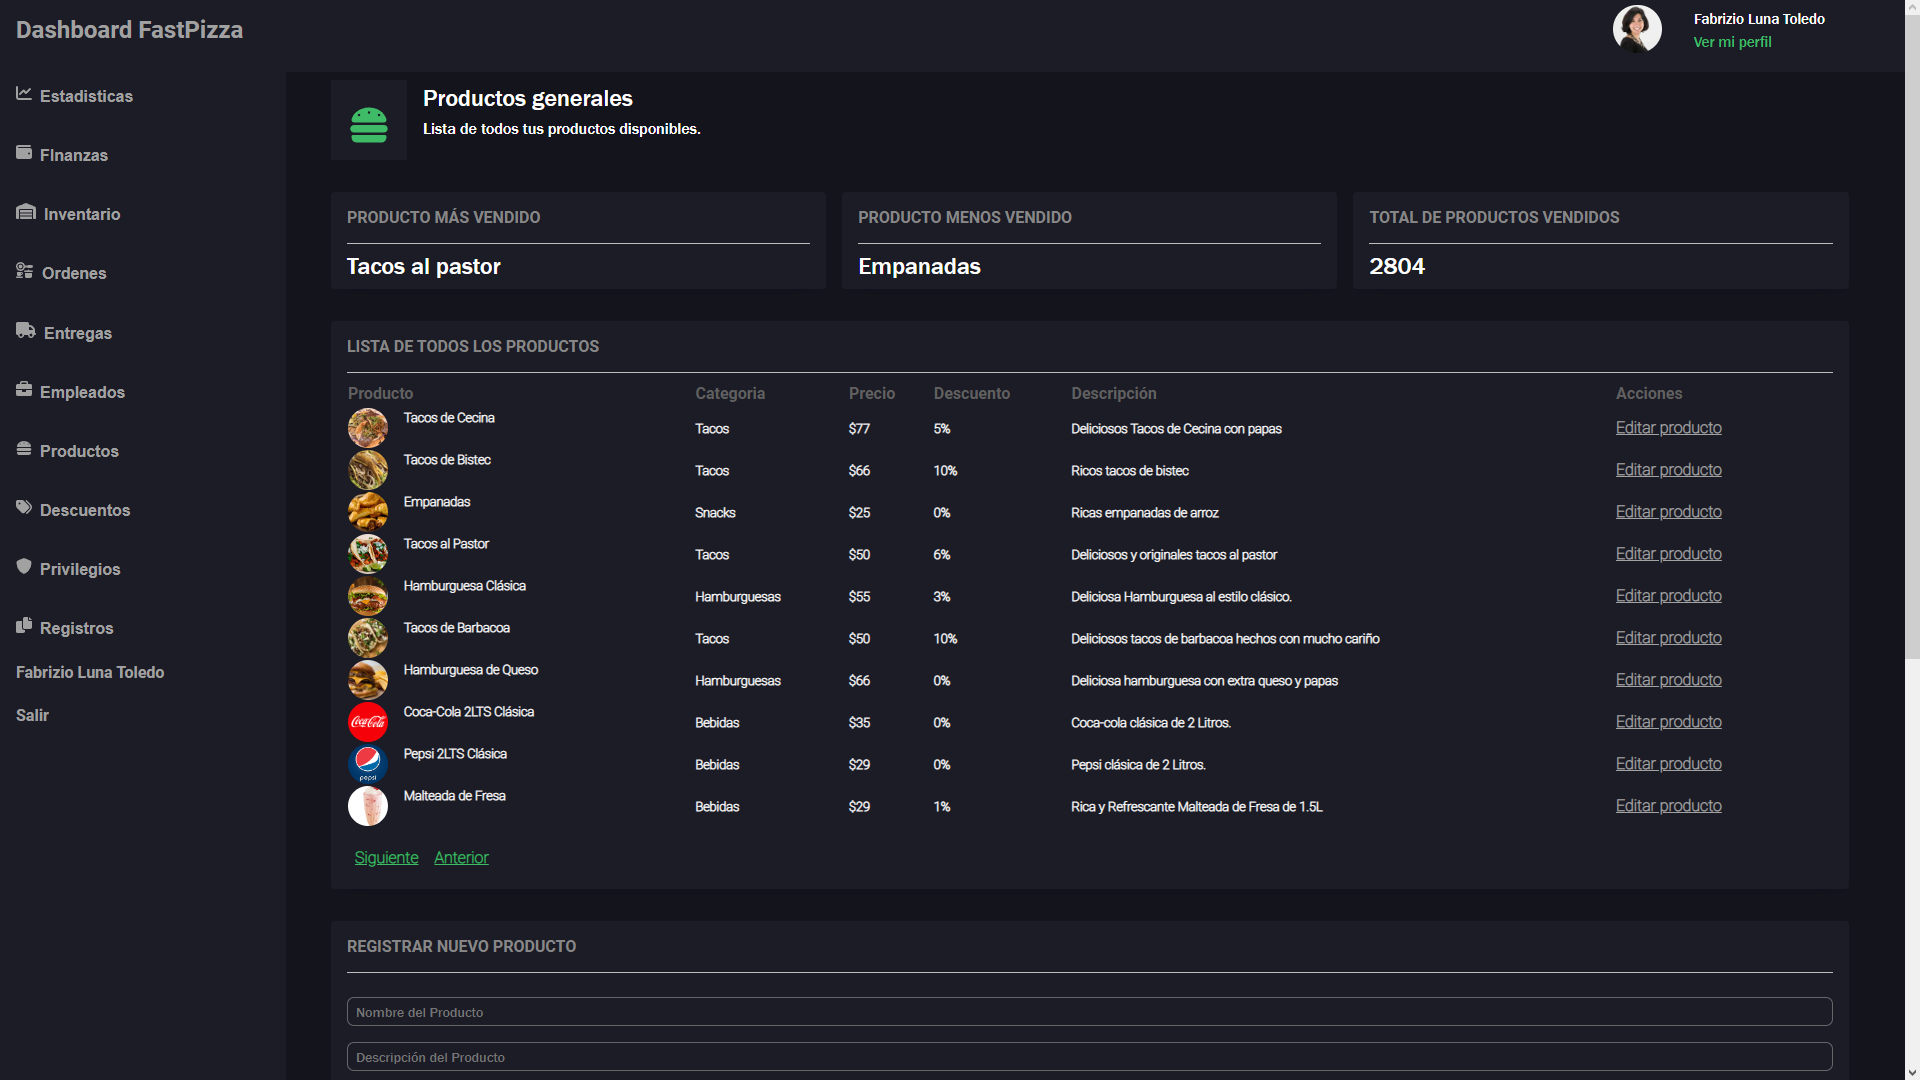 Dashboard FastPizza
Fabrizio Luna Toledo
Ver mi perfil
Estadisticas
FInanzas
Inventario
Ordenes
Entregas
Empleados
Productos
Descuentos
Privilegios
Registros
Fabrizio Luna Toledo
Salir
Productos generales
Lista de todos tus productos disponibles.
PRODUCTO MÁS VENDIDO
Tacos al pastor
PRODUCTO MENOS VENDIDO
Empanadas
TOTAL DE PRODUCTOS VENDIDOS
2804
LISTA DE TODOS LOS PRODUCTOS
Producto Categoria Precio Descuento Descripción Acciones
Tacos de Cecina Tacos $77 5% Deliciosos Tacos de Cecina con papas Editar producto
Tacos de Bistec Tacos $66 10% Ricos tacos de bistec Editar producto
Empanadas Snacks $25 0% Ricas empanadas de arroz Editar producto
Tacos al Pastor Tacos $50 6% Deliciosos y originales tacos al pastor Editar producto
Hamburguesa Clásica Hamburguesas $55 3% Deliciosa Hamburguesa al estilo clásico. Editar producto
Tacos de Barbacoa Tacos $50 10% Deliciosos tacos de barbacoa hechos con mucho cariño Editar producto
Hamburguesa de Queso Hamburguesas $66 0% Deliciosa hamburguesa con extra queso y papas Editar producto
Coca-Cola Coca-Cola 2LTS Clásica Bebidas $35 0% Coca-cola clásica de 2 Litros. Editar producto
pepsi Pepsi 2LTS Clásica Bebidas $29 0% Pepsi clásica de 2 Litros. Editar producto
Malteada de Fresa Bebidas $29 1% Rica y Refrescante Malteada de Fresa de 1.5L Editar producto
Siguiente Anterior
REGISTRAR NUEVO PRODUCTO
Nombre del Producto
Descripción del Producto